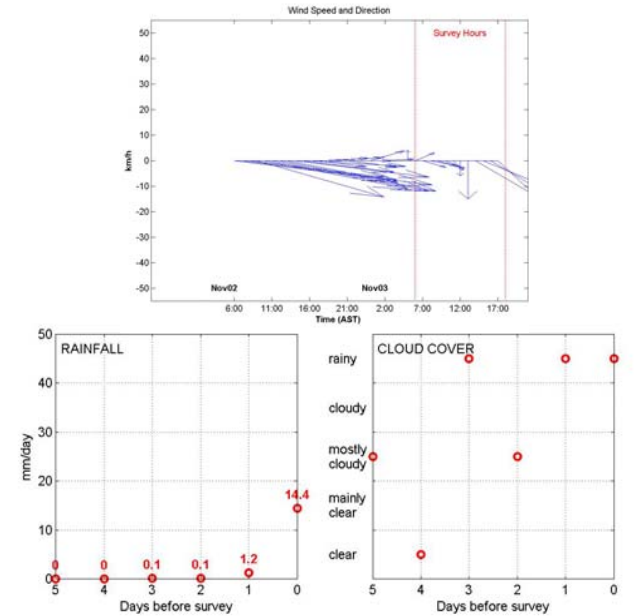 Wind Speed and Direction
Survey Hours
50
40
30
20
10
0
-10
-20
-30
-40
-50
km/h
Nov02 Nov03
6:00 11:00 16:00 21:00 2:00 7:00 12:00 17:00
Time (AST)
RAINFALL
50
40
30
20
10
0
mm/day
0 0 0.1 0.1 1.2 14.4
5 4 3 2 1 0
Days before survey
CLOUD COVER
rainy
cloudy
mostly
cloudy
mainly
clear
clear
5 4 3 2 1 0
Days before survey